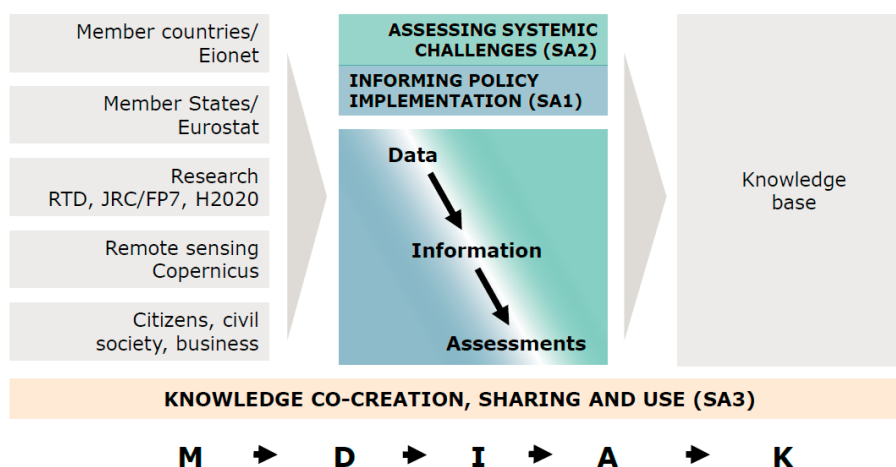 Member countries/
Eionet
Member States/
Eurostat
Research
RTD, JRC/FP7, H2020
Remote sensing
Copernicus
Citizens, civil
society, business
ASSESSING SYSTEMIC
CHALLENGES (SA2)
INFORMING POLICY
IMPLEMENTATION (SA1)
Data
Information
Assessments
Knowledge
base
KNOWLEDGE CO-CREATION, SHARING AND USE (SA3)
M D I A K